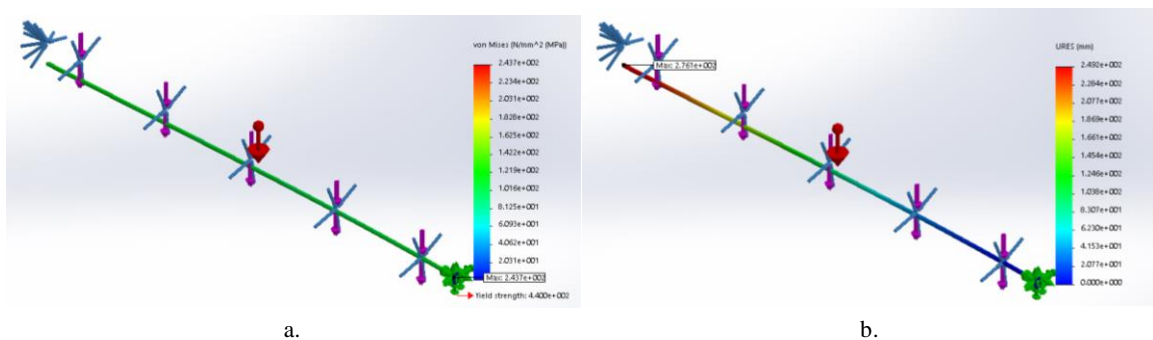 von Mises (N/mm^2 (MPa))
2.437e+002
2.234e+002
2.031e+002
1.828e+002
1.625e+002
1.422e+002
1.219e+002
1.016e+002
8.125e+001
6.093e+001
4.062e+001
2.031e+001
Max: 2.437e+002
Yield strength: 4.400e+002
a.
Max: 2.761e+002
URES (mm)
2.492e+002
2.284e+002
2.077e+002
1.869e+002
1.661e+002
1.454e+002
1.246e+002
1.038e+002
8.307e+001
6.230e+001
4.153e+001
2.077e+001
0.000e+000
b.